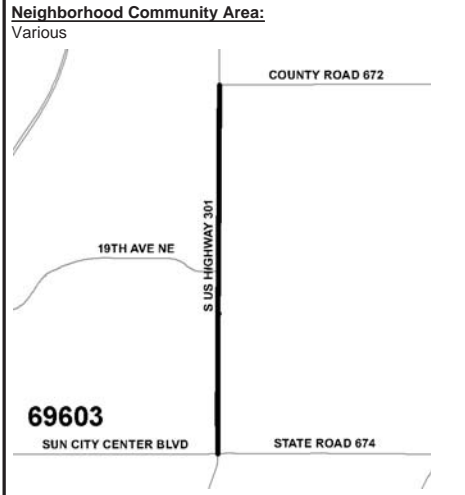 Neighborhood Community Area:
Various
COUNTY ROAD 672
S US HIGHWAY 301
19TH AVE NE
69603
SUN CITY CENTER BLVD
STATE ROAD 674